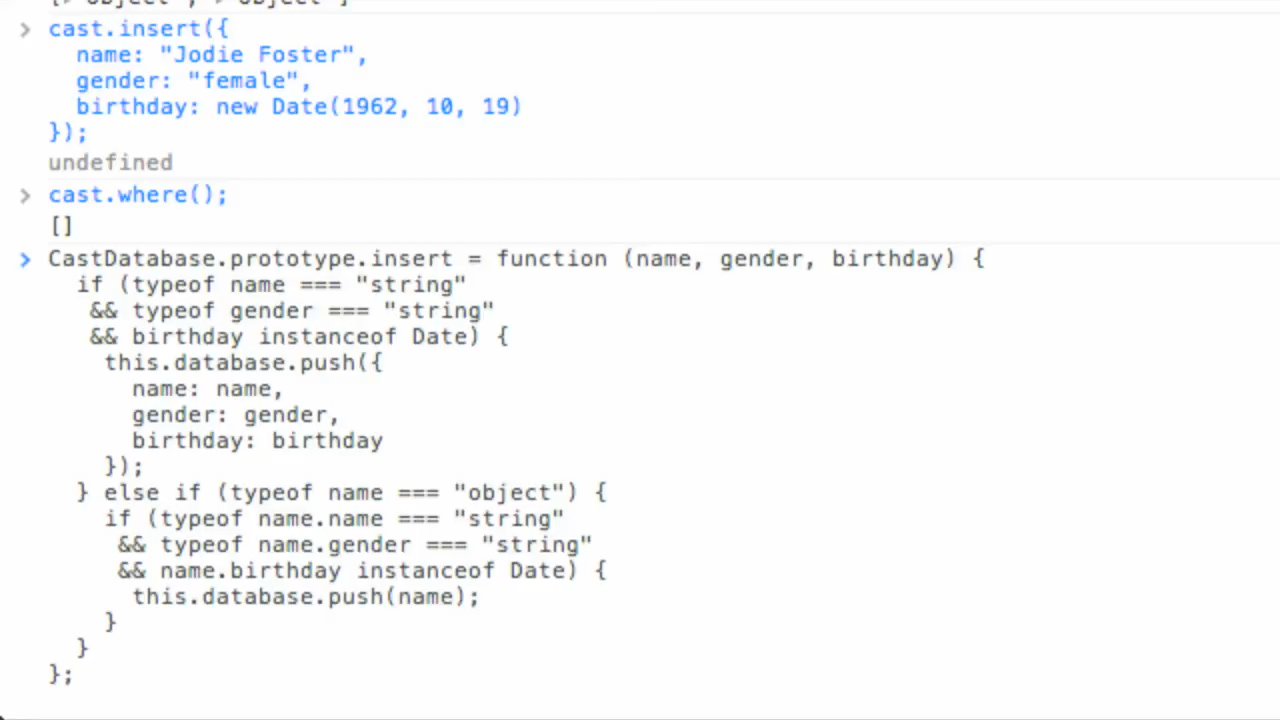 > cast.insert({
name: "Jodie Foster",
gender: "female",
birthday: new Date(1962, 10, 19)
});
undefined
> cast.where();
[]
> CastDatabase.prototype.insert = function (name, gender, birthday) {
if (typeof name === "string"
&& typeof gender === "string"
&& birthday instanceof Date) {
this.database.push({
name: name,
gender: gender,
birthday: birthday
});
} else if (typeof name === "object") {
if (typeof name.name === "string"
&& typeof name.gender === "string"
&& name.birthday instanceof Date) {
this.database.push(name);
}
}
};